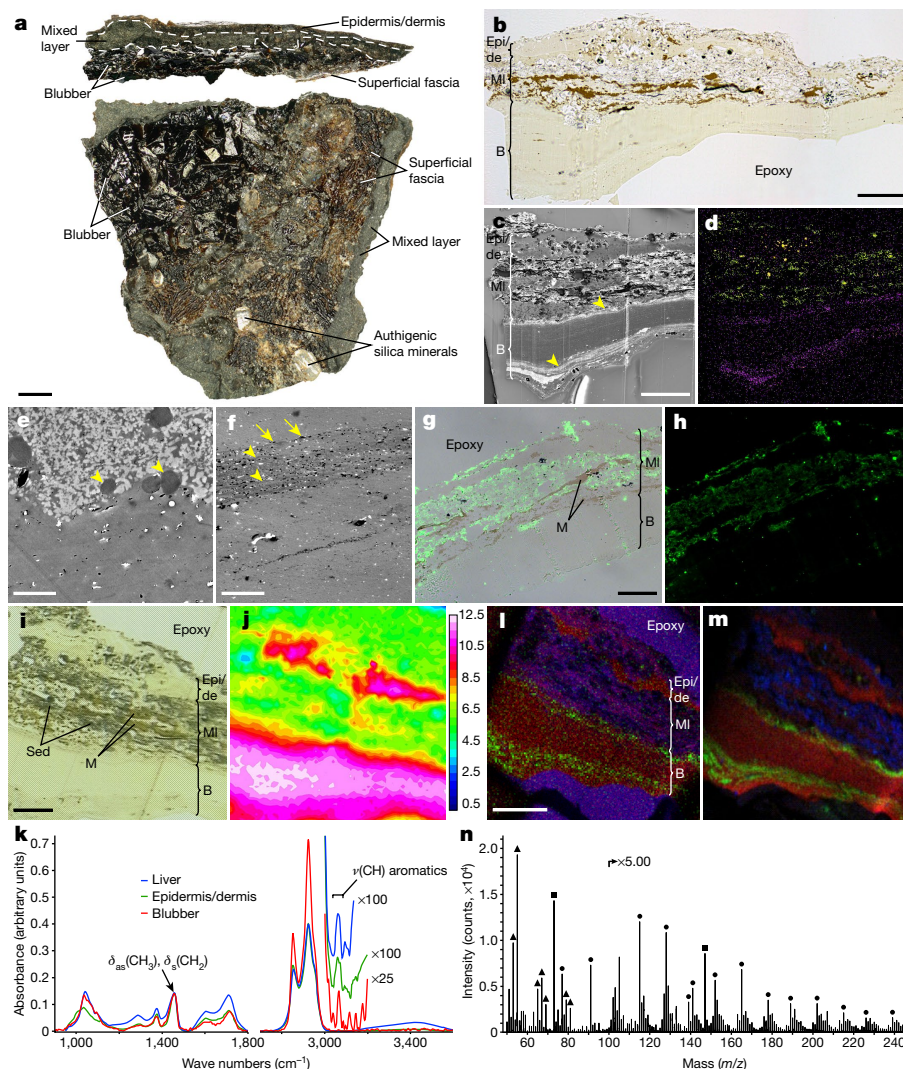 a
Mixed layer
Epidermis/dermis
Blubber
Superficial fascia
Superficial fascia
Blubber
Mixed layer
Authigenic silica minerals
b
Epi/de
Ml
B
Epoxy
c
Epi/de
Ml
B
d
e
f
g
Epoxy
Ml
M
B
h
i
Epoxy
Epi/de
Ml
Sed
M
B
j
12.5
10.5
8.5
6.5
4.5
2.5
0.5
l
Epoxy
Epi/de
Ml
B
m
k
Absorbance (arbitrary units)
0.7
0.6
0.5
0.4
0.3
0.2
0.1
0
Liver
Epidermis/dermis
Blubber
δas(CH3), δs(CH2)
ν(CH) aromatics
×100
×100
×25
1,000 1,400 1,800 3,000 3,400
Wave numbers (cm−1)
n
Intensity (counts, ×10⁴)
2.0
1.5
1.0
0.5
0
×5.00
60 80 100 120 140 160 180 200 220 240
Mass (m/z)